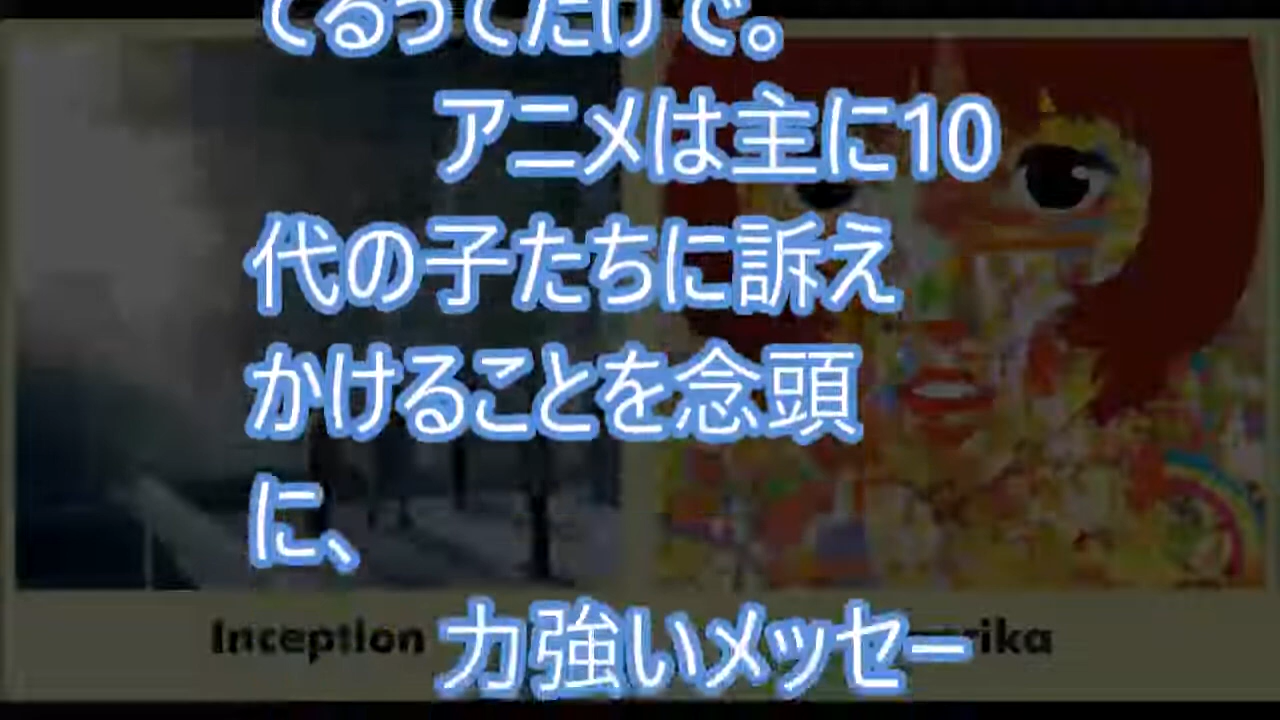 てるってだけで。
アニメは主に10
代の子たちに訴え
かけることを念頭
に、
力強いメッセー
Inception